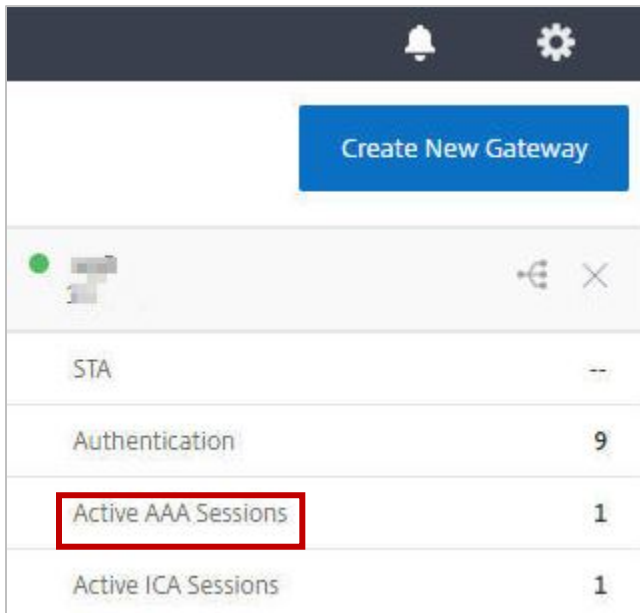 Create New Gateway
STA --
Authentication 9
Active AAA Sessions 1
Active ICA Sessions 1